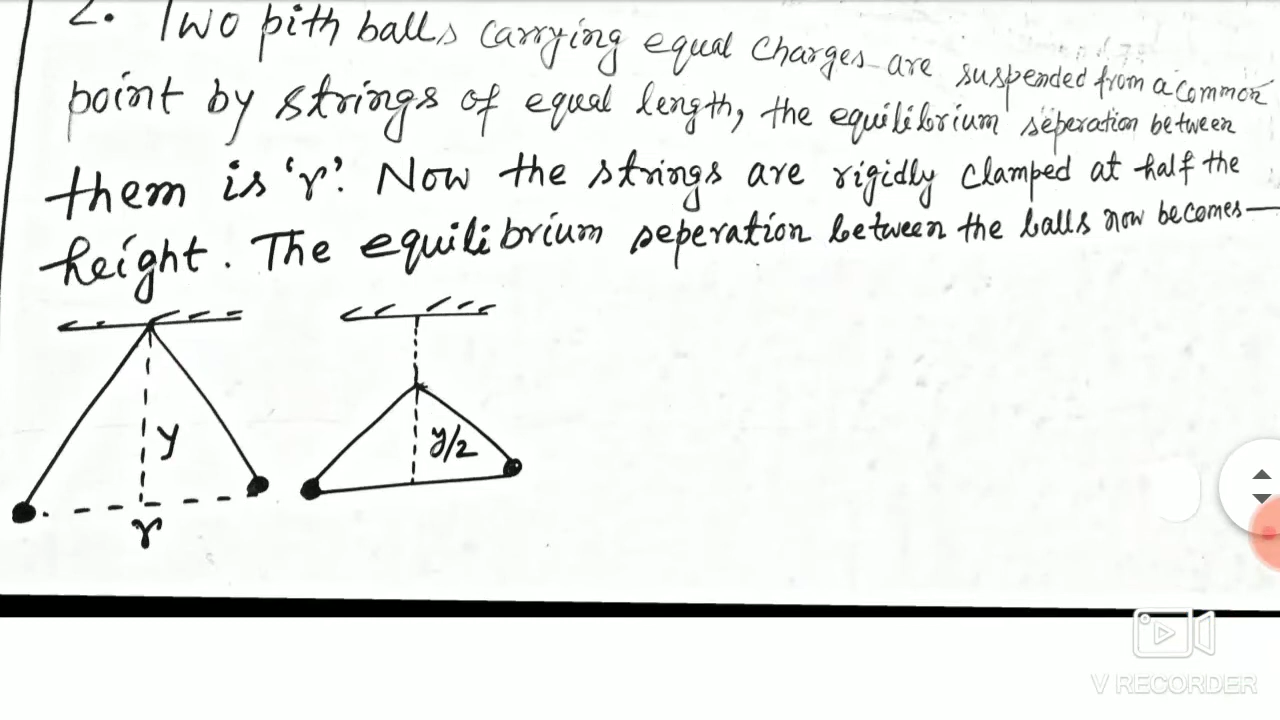 2. Two pith balls carrying equal charges are suspended from a common
point by strings of equal length, the equilibrium seperation between
them is 'r'. Now the strings are rigidly clamped at half the
height. The equilibrium seperation between the balls now becomes—
y
r
y/2
V RECORDER